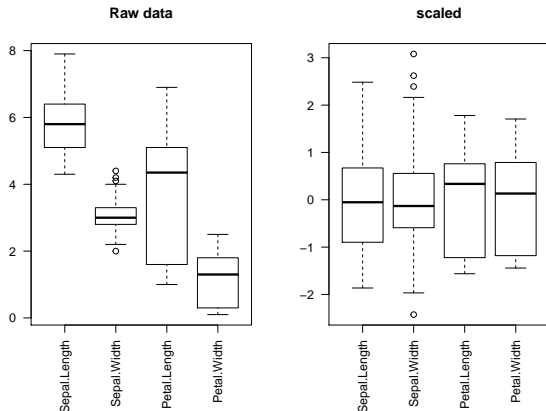 Raw data
8
6
4
2
0
Sepal.Length
Sepal.Width
Petal.Length
Petal.Width
scaled
3
2
1
0
−1
−2
Sepal.Length
Sepal.Width
Petal.Length
Petal.Width